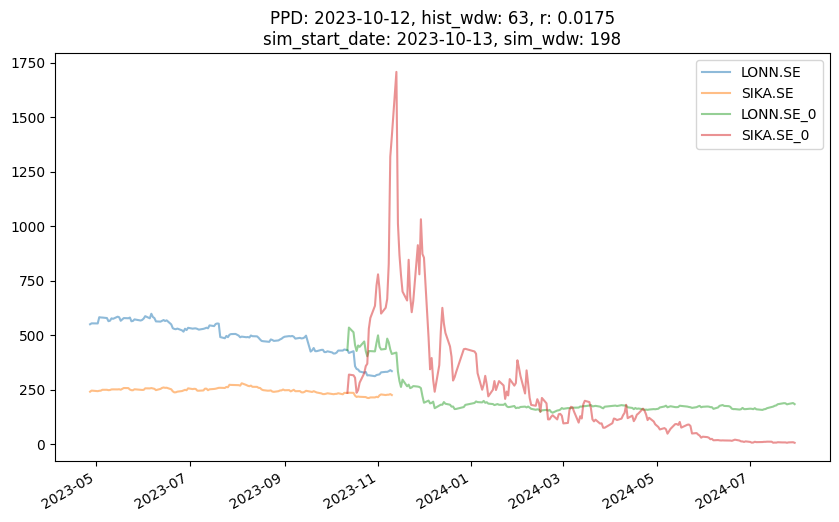 PPD: 2023-10-12, hist_wdw: 63, r: 0.0175
sim_start_date: 2023-10-13, sim_wdw: 198
1750
1500
1250
1000
750
500
250
0
LONN.SE
SIKA.SE
LONN.SE_0
SIKA.SE_0
2023-05
2023-07
2023-09
2023-11
2024-01
2024-03
2024-05
2024-07